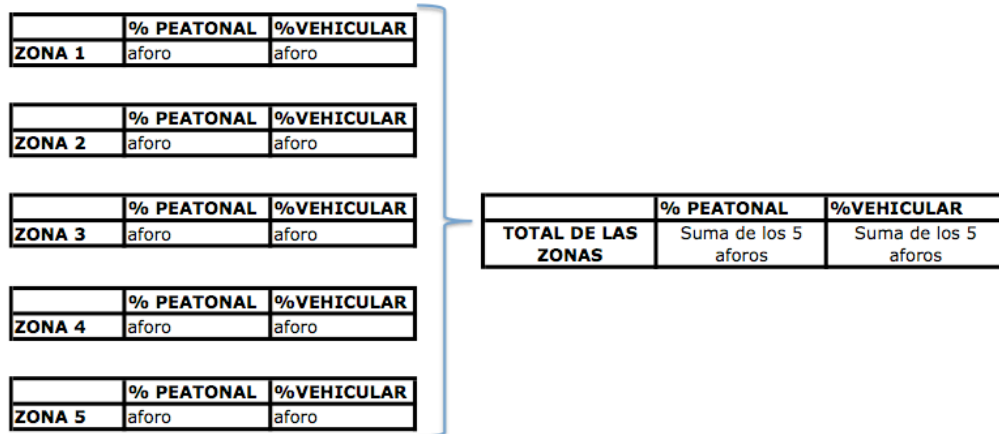 % PEATONAL %VEHICULAR
ZONA 1 aforo aforo
% PEATONAL %VEHICULAR
ZONA 2 aforo aforo
% PEATONAL %VEHICULAR
ZONA 3 aforo aforo
% PEATONAL %VEHICULAR
ZONA 4 aforo aforo
% PEATONAL %VEHICULAR
ZONA 5 aforo aforo
% PEATONAL %VEHICULAR
TOTAL DE LAS Suma de los 5 Suma de los 5
ZONAS aforos aforos